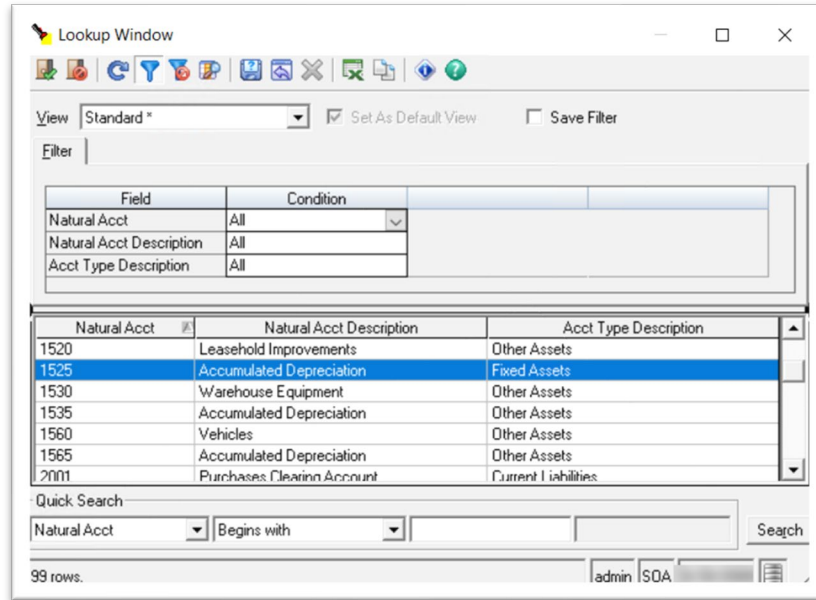 Lookup Window
View Standard * Set As Default View Save Filter
Filter
Field Condition
Natural Acct All
Natural Acct Description All
Acct Type Description All
Natural Acct Natural Acct Description Acct Type Description
1520 Leasehold Improvements Other Assets
1525 Accumulated Depreciation Fixed Assets
1530 Warehouse Equipment Other Assets
1535 Accumulated Depreciation Other Assets
1560 Vehicles Other Assets
1565 Accumulated Depreciation Other Assets
2001 Purchases Clearing Account Current Liabilities
Quick Search
Natural Acct Begins with Search
99 rows. admin SOA